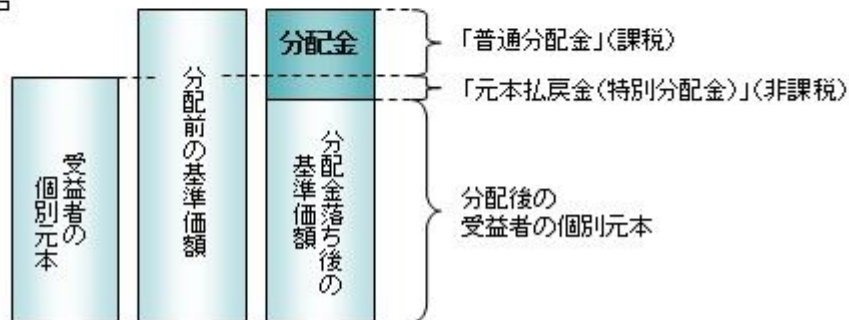 分配金
「普通分配金」(課税)
「元本払戻金(特別分配金)」(非課税)
受益者の
個別元本
分配前の基準価額
分配金落ち後の
基準価額
分配後の
受益者の個別元本